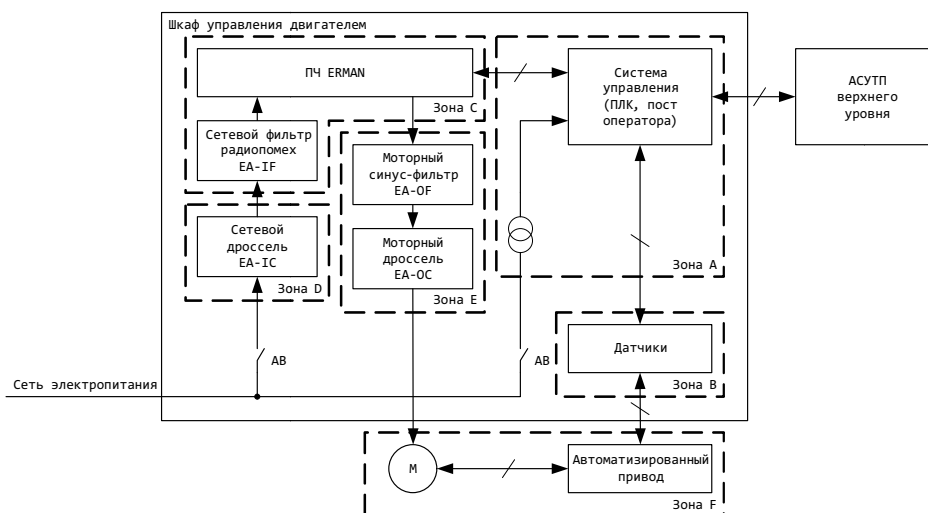 Шкаф управления двигателем
ПЧ ERMAN
Зона C
Сетевой фильтр
радиопомех
EA-IF
Сетевой
дроссель
EA-IC
Зона D
Моторный
синус-фильтр
EA-OF
Моторный
дроссель
EA-OC
Зона E
Система
управления
(ПЛК, пост
оператора)
Зона A
АСУТП
верхнего
уровня
Датчики
Зона B
АВ
АВ
Сеть электропитания
М
Автоматизированный
привод
Зона F